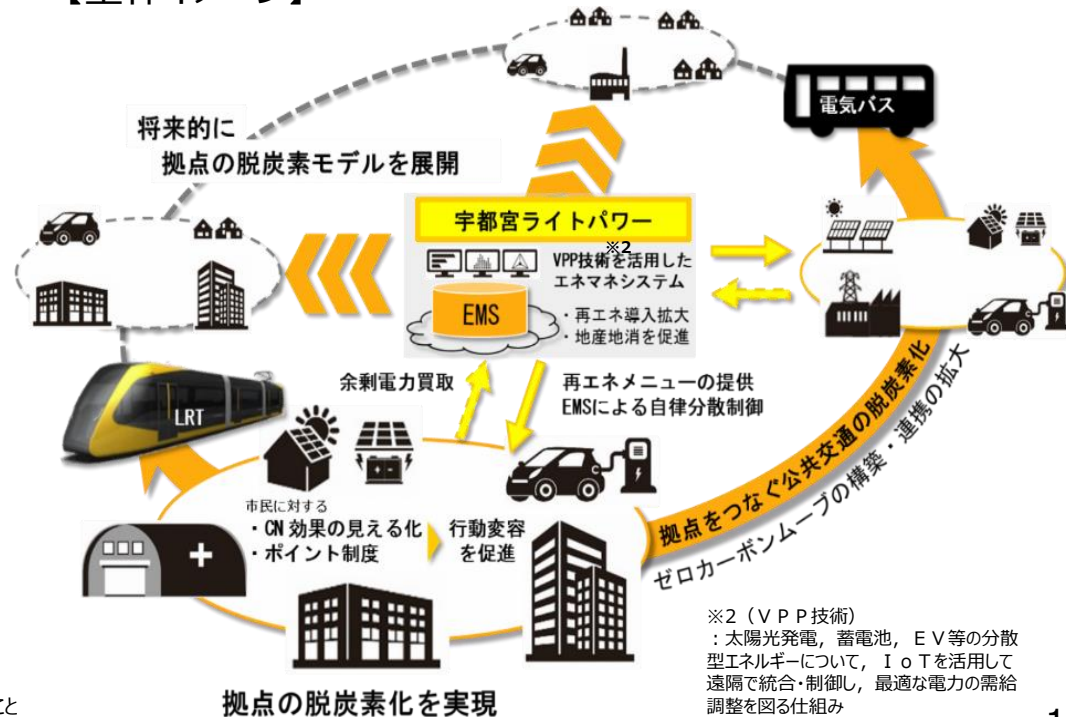 【全体イメージ】
電気バス
将来的に
拠点の脱炭素モデルを展開
宇都宮ライトパワー
※2
VPP技術を活用した
エネマネシステム
EMS
・再エネ導入拡大
・地産地消を促進
余剰電力買取
再エネメニューの提供
EMSによる自律分散制御
LRT
市民に対する
・CN効果の見える化
・ポイント制度
行動変容
を促進
拠点をつなぐ公共交通の脱炭素化
ゼロカーボンムーブの構築・連携の拡大
※2（ＶＰＰ技術）
：太陽光発電，蓄電池，ＥＶ等の分散
型エネルギーについて，ＩｏＴを活用して
遠隔で統合・制御し，最適な電力の需給
調整を図る仕組み
拠点の脱炭素化を実現
こと
1